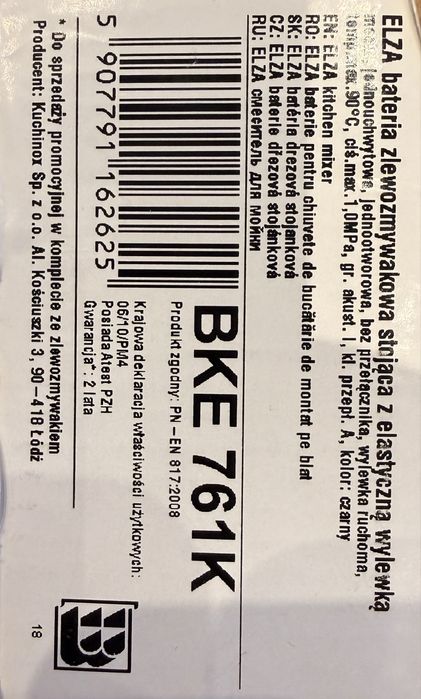 ELZA bateria zlewozmywakowa stojąca z elastyczną wylewką
jednouchwytowa, jednootworowa, bez przełącznika, wylewka ruchoma,
90°C, ciś.max.1,0MPa, gr. akust. I, kl. przepł. A, kolor: czarny
EN: ELZA kitchen mixer
RO: ELZA baterie pentru chiuvete de bucătărie de montat pe blat
SK: ELZA batéria drezová stojánková
CZ: ELZA baterie dřezová stojánková
RU: ELZA смеситель для мойки
5 907791 162625
BKE 761K
Produkt zgodny: PN – EN 817:2008
Krajowa deklaracja właściwości użytkowych:
06/10/PM4
Posiada Atest PZH
Gwarancja*: 2 lata
* Do sprzedaży promocyjnej w komplecie ze zlewozmywakiem
Producent: Kuchinox Sp. z o.o. Al. Kościuszki 3, 90–418 Łódź
18